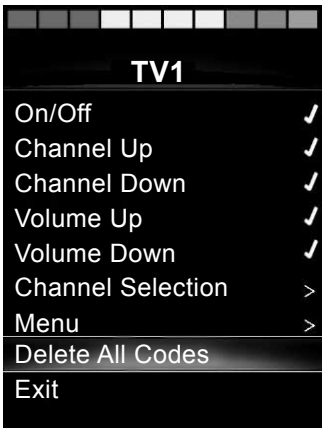 TV1
On/Off
Channel Up
Channel Down
Volume Up
Volume Down
Channel Selection >
Menu >
Delete All Codes
Exit